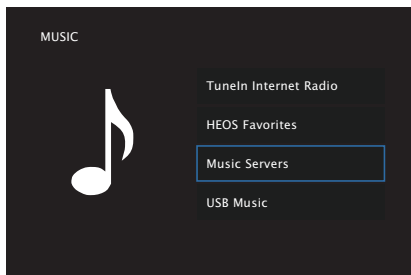 MUSIC
TuneIn Internet Radio
HEOS Favorites
Music Servers
USB Music